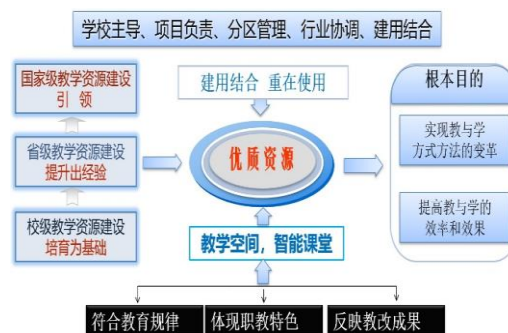 学校主导、项目负责、分区管理、行业协调、建用结合
国家级教学资源建设
引 领
省级教学资源建设
提升出经验
校级教学资源建设
培育为基础
建用结合 重在使用
优质资源
教学空间，智能课堂
根本目的
实现教与学
方式方法的变革
提高教与学的
效率和效果
符合教育规律
体现职教特色
反映教改成果